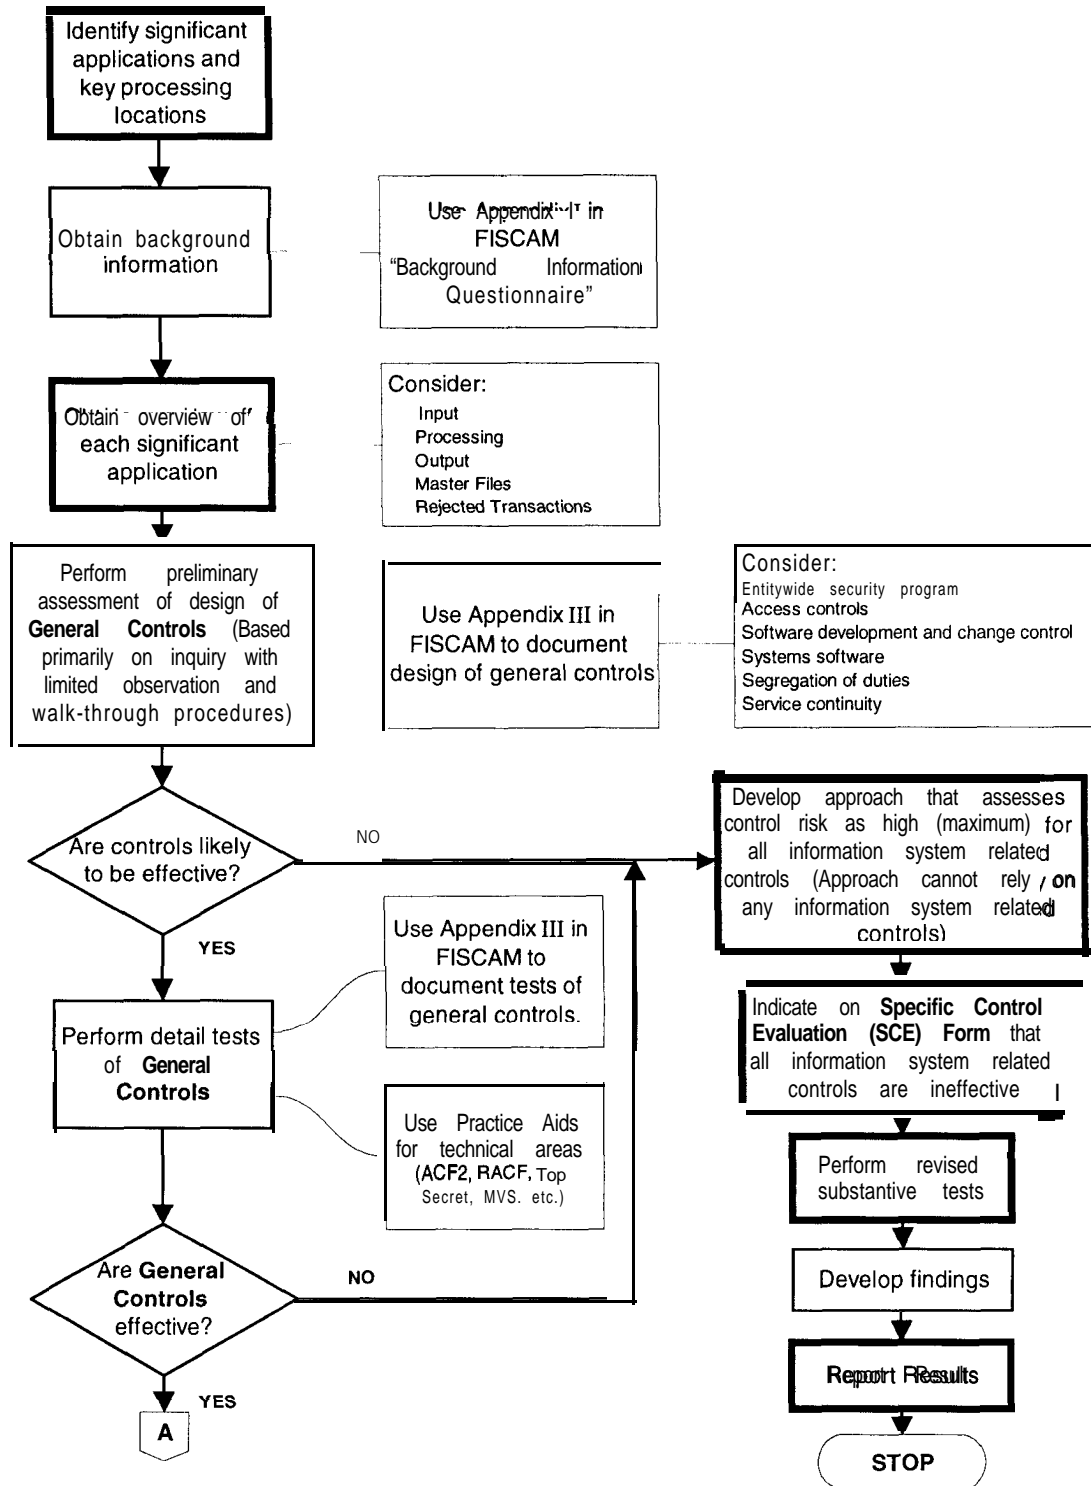 Identify significant
applications and
key processing
locations
Obtain background
information
Use Appendix I in
FISCAM
“Background Information
Questionnaire”
Obtain overview of
each significant
application
Consider:
Input
Processing
Output
Master Files
Rejected Transactions
Perform preliminary
assessment of design of
General Controls (Based
primarily on inquiry with
limited observation and
walk-through procedures)
Use Appendix III in
FISCAM to document
design of general controls
Consider:
Entitywide security program
Access controls
Software development and change control
Systems software
Segregation of duties
Service continuity
Are controls likely
to be effective?
NO
YES
Develop approach that assesses
control risk as high (maximum) for
all information system related
controls (Approach cannot rely on
any information system related
controls)
Use Appendix III in
FISCAM to
document tests of
general controls.
Perform detail tests
of General
Controls
Use Practice Aids
for technical areas
(ACF2, RACF, Top
Secret, MVS. etc.)
Indicate on Specific Control
Evaluation (SCE) Form that
all information system related
controls are ineffective
Perform revised
substantive tests
Are General
Controls
effective?
NO
YES
A
Develop findings
Report Results
STOP